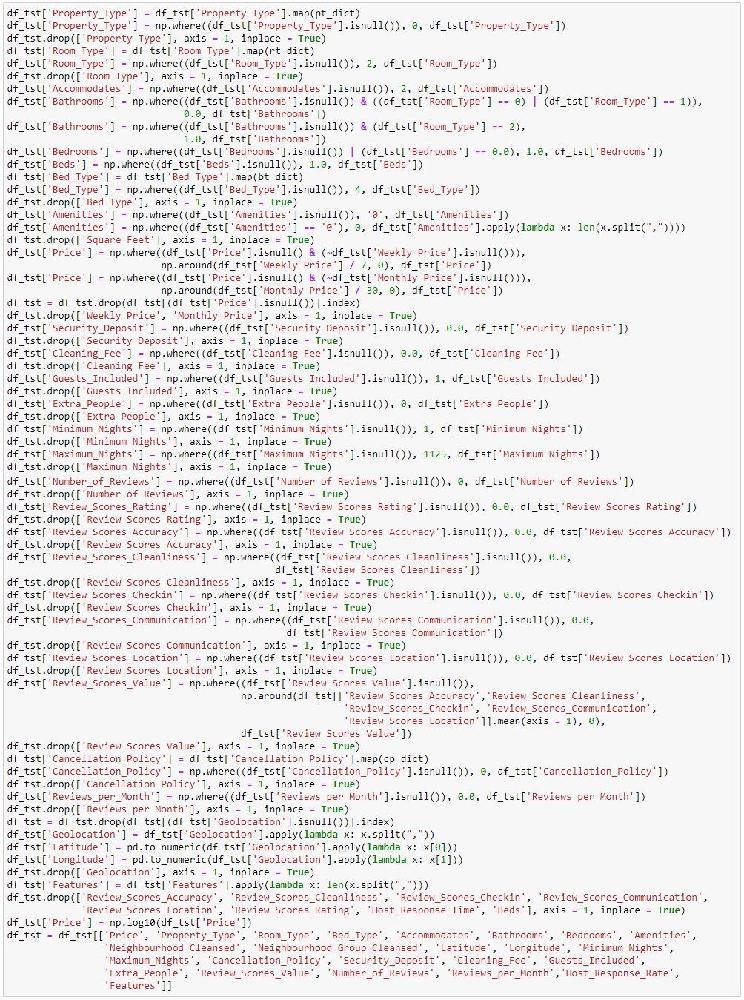 df_tst['Property_Type'] = df_tst['Property Type'].map(pt_dict)
df_tst['Property_Type'] = np.where((df_tst['Property_Type'].isnull()), 0, df_tst['Property_Type'])
df_tst.drop(['Property Type'], axis = 1, inplace = True)
df_tst['Room_Type'] = df_tst['Room Type'].map(rt_dict)
df_tst['Room_Type'] = np.where((df_tst['Room_Type'].isnull()), 2, df_tst['Room_Type'])
df_tst.drop(['Room Type'], axis = 1, inplace = True)
df_tst['Accommodates'] = np.where((df_tst['Accommodates'].isnull()), 2, df_tst['Accommodates'])
df_tst['Bathrooms'] = np.where((df_tst['Bathrooms'].isnull()) & ((df_tst['Room_Type'] == 0) | (df_tst['Room_Type'] == 1)),
                               0.0, df_tst['Bathrooms'])
df_tst['Bathrooms'] = np.where((df_tst['Bathrooms'].isnull()) & (df_tst['Room_Type'] == 2),
                               1.0, df_tst['Bathrooms'])
df_tst['Bedrooms'] = np.where((df_tst['Bedrooms'].isnull()) | (df_tst['Bedrooms'] == 0.0), 1.0, df_tst['Bedrooms'])
df_tst['Beds'] = np.where((df_tst['Beds'].isnull()), 1.0, df_tst['Beds'])
df_tst['Bed_Type'] = df_tst['Bed Type'].map(bt_dict)
df_tst['Bed_Type'] = np.where((df_tst['Bed_Type'].isnull()), 4, df_tst['Bed_Type'])
df_tst.drop(['Bed Type'], axis = 1, inplace = True)
df_tst['Amenities'] = np.where((df_tst['Amenities'].isnull()), '0', df_tst['Amenities'])
df_tst['Amenities'] = np.where((df_tst['Amenities'] == '0'), 0, df_tst['Amenities'].apply(lambda x: len(x.split(","))))
df_tst.drop(['Square Feet'], axis = 1, inplace = True)
df_tst['Price'] = np.where((df_tst['Price'].isnull() & (~df_tst['Weekly Price'].isnull())),
                           np.around(df_tst['Weekly Price'] / 7, 0), df_tst['Price'])
df_tst['Price'] = np.where((df_tst['Price'].isnull() & (~df_tst['Monthly Price'].isnull())),
                           np.around(df_tst['Monthly Price'] / 30, 0), df_tst['Price'])
df_tst = df_tst.drop(df_tst[(df_tst['Price'].isnull())].index)
df_tst.drop(['Weekly Price', 'Monthly Price'], axis = 1, inplace = True)
df_tst['Security_Deposit'] = np.where((df_tst['Security Deposit'].isnull()), 0.0, df_tst['Security Deposit'])
df_tst.drop(['Security Deposit'], axis = 1, inplace = True)
df_tst['Cleaning_Fee'] = np.where((df_tst['Cleaning Fee'].isnull()), 0.0, df_tst['Cleaning Fee'])
df_tst.drop(['Cleaning Fee'], axis = 1, inplace = True)
df_tst['Guests_Included'] = np.where((df_tst['Guests Included'].isnull()), 1, df_tst['Guests Included'])
df_tst.drop(['Guests Included'], axis = 1, inplace = True)
df_tst['Extra_People'] = np.where((df_tst['Extra People'].isnull()), 0, df_tst['Extra People'])
df_tst.drop(['Extra People'], axis = 1, inplace = True)
df_tst['Minimum_Nights'] = np.where((df_tst['Minimum Nights'].isnull()), 1, df_tst['Minimum Nights'])
df_tst.drop(['Minimum Nights'], axis = 1, inplace = True)
df_tst['Maximum_Nights'] = np.where((df_tst['Maximum Nights'].isnull()), 1125, df_tst['Maximum Nights'])
df_tst.drop(['Maximum Nights'], axis = 1, inplace = True)
df_tst['Number_of_Reviews'] = np.where((df_tst['Number of Reviews'].isnull()), 0, df_tst['Number of Reviews'])
df_tst.drop(['Number of Reviews'], axis = 1, inplace = True)
df_tst['Review_Scores_Rating'] = np.where((df_tst['Review Scores Rating'].isnull()), 0.0, df_tst['Review Scores Rating'])
df_tst.drop(['Review Scores Rating'], axis = 1, inplace = True)
df_tst['Review_Scores_Accuracy'] = np.where((df_tst['Review Scores Accuracy'].isnull()), 0.0, df_tst['Review Scores Accuracy'])
df_tst.drop(['Review Scores Accuracy'], axis = 1, inplace = True)
df_tst['Review_Scores_Cleanliness'] = np.where((df_tst['Review Scores Cleanliness'].isnull()), 0.0,
                                               df_tst['Review Scores Cleanliness'])
df_tst.drop(['Review Scores Cleanliness'], axis = 1, inplace = True)
df_tst['Review_Scores_Checkin'] = np.where((df_tst['Review Scores Checkin'].isnull()), 0.0, df_tst['Review Scores Checkin'])
df_tst.drop(['Review Scores Checkin'], axis = 1, inplace = True)
df_tst['Review_Scores_Communication'] = np.where((df_tst['Review Scores Communication'].isnull()), 0.0,
                                                 df_tst['Review Scores Communication'])
df_tst.drop(['Review Scores Communication'], axis = 1, inplace = True)
df_tst['Review_Scores_Location'] = np.where((df_tst['Review Scores Location'].isnull()), 0.0, df_tst['Review Scores Location'])
df_tst.drop(['Review Scores Location'], axis = 1, inplace = True)
df_tst['Review_Scores_Value'] = np.where((df_tst['Review Scores Value'].isnull()),
                                         np.around(df_tst[['Review_Scores_Accuracy','Review_Scores_Cleanliness',
                                                           'Review_Scores_Checkin', 'Review_Scores_Communication',
                                                           'Review_Scores_Location']].mean(axis = 1), 0),
                                         df_tst['Review Scores Value'])
df_tst.drop(['Review Scores Value'], axis = 1, inplace = True)
df_tst['Cancellation_Policy'] = df_tst['Cancellation Policy'].map(cp_dict)
df_tst['Cancellation_Policy'] = np.where((df_tst['Cancellation_Policy'].isnull()), 0, df_tst['Cancellation_Policy'])
df_tst.drop(['Cancellation Policy'], axis = 1, inplace = True)
df_tst['Reviews_per_Month'] = np.where((df_tst['Reviews per Month'].isnull()), 0.0, df_tst['Reviews per Month'])
df_tst.drop(['Reviews per Month'], axis = 1, inplace = True)
df_tst = df_tst.drop(df_tst[(df_tst['Geolocation'].isnull())].index)
df_tst['Geolocation'] = df_tst['Geolocation'].apply(lambda x: x.split(","))
df_tst['Latitude'] = pd.to_numeric(df_tst['Geolocation'].apply(lambda x: x[0]))
df_tst['Longitude'] = pd.to_numeric(df_tst['Geolocation'].apply(lambda x: x[1]))
df_tst.drop(['Geolocation'], axis = 1, inplace = True)
df_tst['Features'] = df_tst['Features'].apply(lambda x: len(x.split(",")))
df_tst.drop(['Review_Scores_Accuracy', 'Review_Scores_Cleanliness', 'Review_Scores_Checkin', 'Review_Scores_Communication',
             'Review_Scores_Location', 'Review_Scores_Rating', 'Host_Response_Time', 'Beds'], axis = 1, inplace = True)
df_tst['Price'] = np.log10(df_tst['Price'])
df_tst = df_tst[['Price', 'Property_Type', 'Room_Type', 'Bed_Type', 'Accommodates', 'Bathrooms', 'Bedrooms', 'Amenities',
                 'Neighbourhood_Cleansed', 'Neighbourhood_Group_Cleansed', 'Latitude', 'Longitude', 'Minimum_Nights',
                 'Maximum_Nights', 'Cancellation_Policy', 'Security_Deposit', 'Cleaning_Fee', 'Guests_Included',
                 'Extra_People', 'Review_Scores_Value', 'Number_of_Reviews', 'Reviews_per_Month','Host_Response_Rate',
                 'Features']]